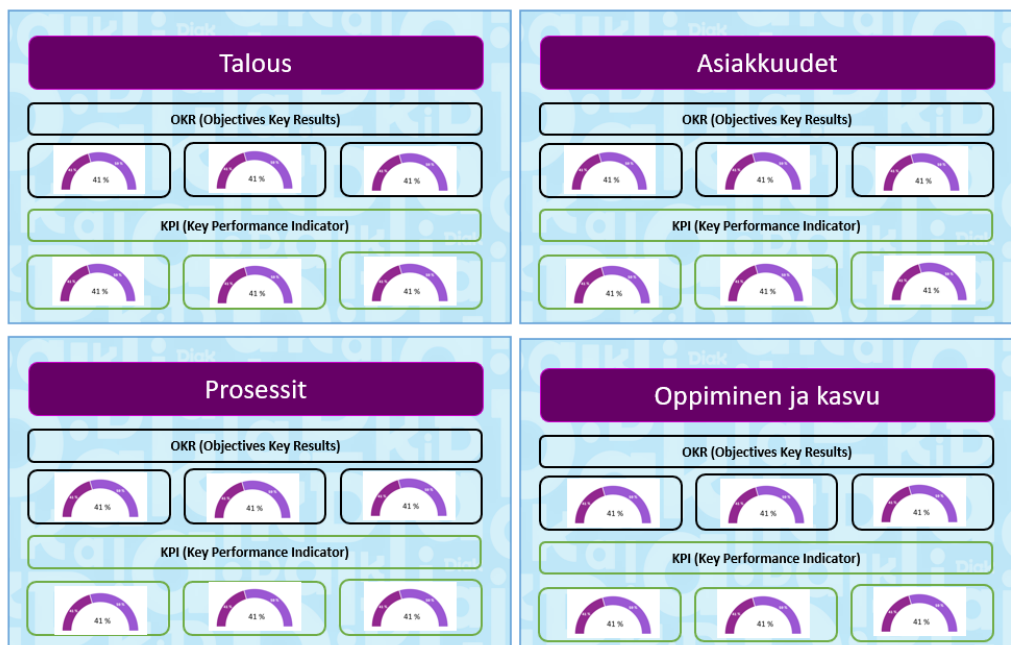 Talous
OKR (Objectives Key Results)
41 %
41 %
41 %
KPI (Key Performance Indicator)
41 %
41 %
41 %
Asiakkuudet
OKR (Objectives Key Results)
41 %
41 %
41 %
KPI (Key Performance Indicator)
41 %
41 %
41 %
Prosessit
OKR (Objectives Key Results)
41 %
41 %
41 %
KPI (Key Performance Indicator)
41 %
41 %
41 %
Oppiminen ja kasvu
OKR (Objectives Key Results)
41 %
41 %
41 %
KPI (Key Performance Indicator)
41 %
41 %
41 %